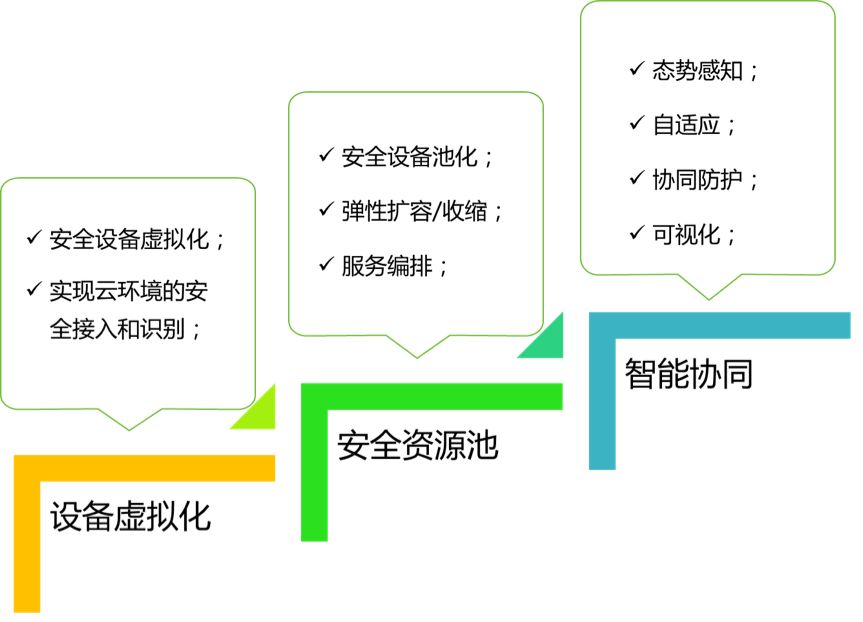 ✓ 安全设备虚拟化；
✓ 实现云环境的安
全接入和识别；
设备虚拟化
✓ 安全设备池化；
✓ 弹性扩容/收缩；
✓ 服务编排；
安全资源池
✓ 态势感知；
✓ 自适应；
✓ 协同防护；
✓ 可视化；
智能协同